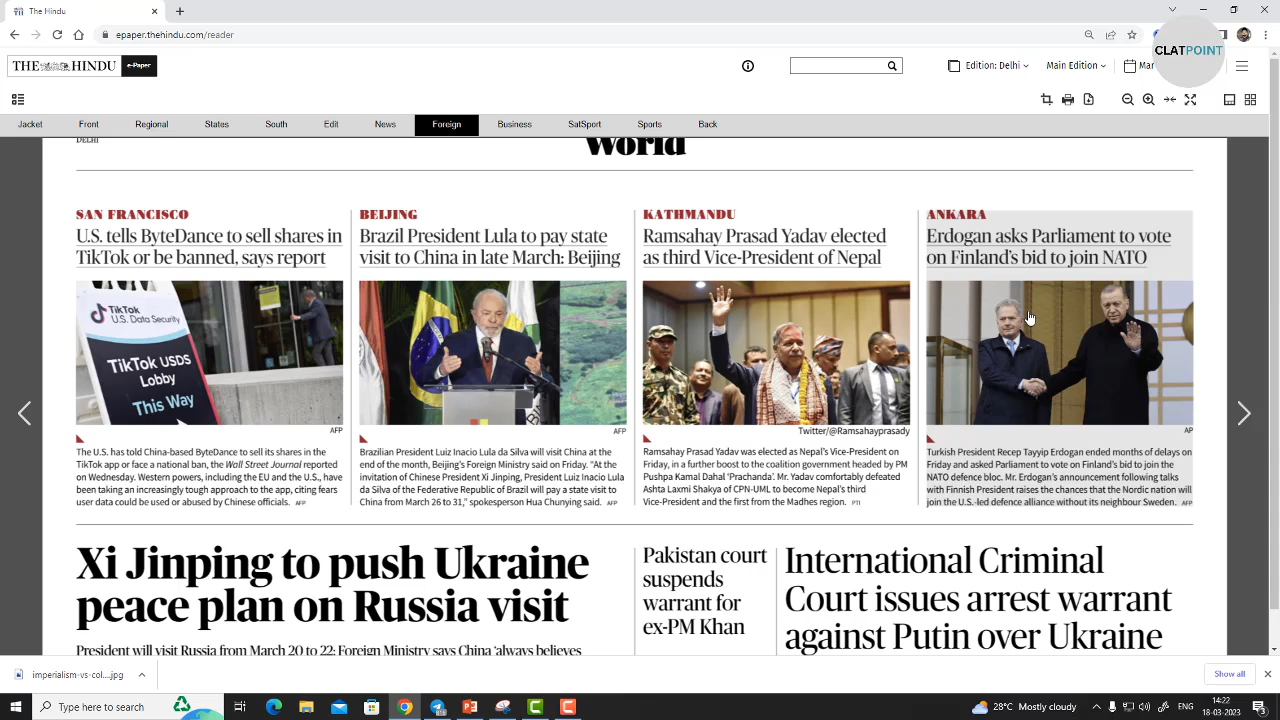 THE HINDU
epaper.thehindu.com/reader
CLATPOINT
THE HINDU e-Paper
Edition: Delhi
Main Edition
Mar
Jacket Front Regional States South Edit News Foreign Business SatSport Sports Back
DELHI
World
SAN FRANCISCO
U.S. tells ByteDance to sell shares in
TikTok or be banned, says report
TikTok
U.S. Data Security
TikTok USDS
Lobby
This Way
AFP
The U.S. has told China-based ByteDance to sell its shares in the
TikTok app or face a national ban, the Wall Street Journal reported
on Wednesday. Western powers, including the EU and the U.S., have
been taking an increasingly tough approach to the app, citing fears
user data could be used or abused by Chinese officials. AFP
BEIJING
Brazil President Lula to pay state
visit to China in late March: Beijing
AFP
Brazilian President Luiz Inacio Lula da Silva will visit China at the
end of the month, Beijing's Foreign Ministry said on Friday. "At the
invitation of Chinese President Xi Jinping, President Luiz Inacio Lula
da Silva of the Federative Republic of Brazil will pay a state visit to
China from March 26 to 31," spokesperson Hua Chunying said. AFP
KATHMANDU
Ramsahay Prasad Yadav elected
as third Vice-President of Nepal
Twitter/@Ramsahayprasady
Ramsahay Prasad Yadav was elected as Nepal's Vice-President on
Friday, in a further boost to the coalition government headed by PM
Pushpa Kamal Dahal 'Prachanda'. Mr. Yadav comfortably defeated
Ashta Laxmi Shakya of CPN-UML to become Nepal's third
Vice-President and the first from the Madhes region. PTI
ANKARA
Erdogan asks Parliament to vote
on Finland's bid to join NATO
AP
Turkish President Recep Tayyip Erdogan ended months of delays on
Friday and asked Parliament to vote on Finland's bid to join the
NATO defence bloc. Mr. Erdogan's announcement following talks
with Finnish President raises the chances that the Nordic nation will
join the U.S.-led defence alliance without its neighbour Sweden. AFP
Xi Jinping to push Ukraine
peace plan on Russia visit
President will visit Russia from March 20 to 22; Foreign Ministry says China 'always believes
Pakistan court
suspends
warrant for
ex-PM Khan
International Criminal
Court issues arrest warrant
against Putin over Ukraine
imperialism-vs-col....jpg
Show all
Type here to search
28°C Mostly cloudy
14:22
18-03-2023